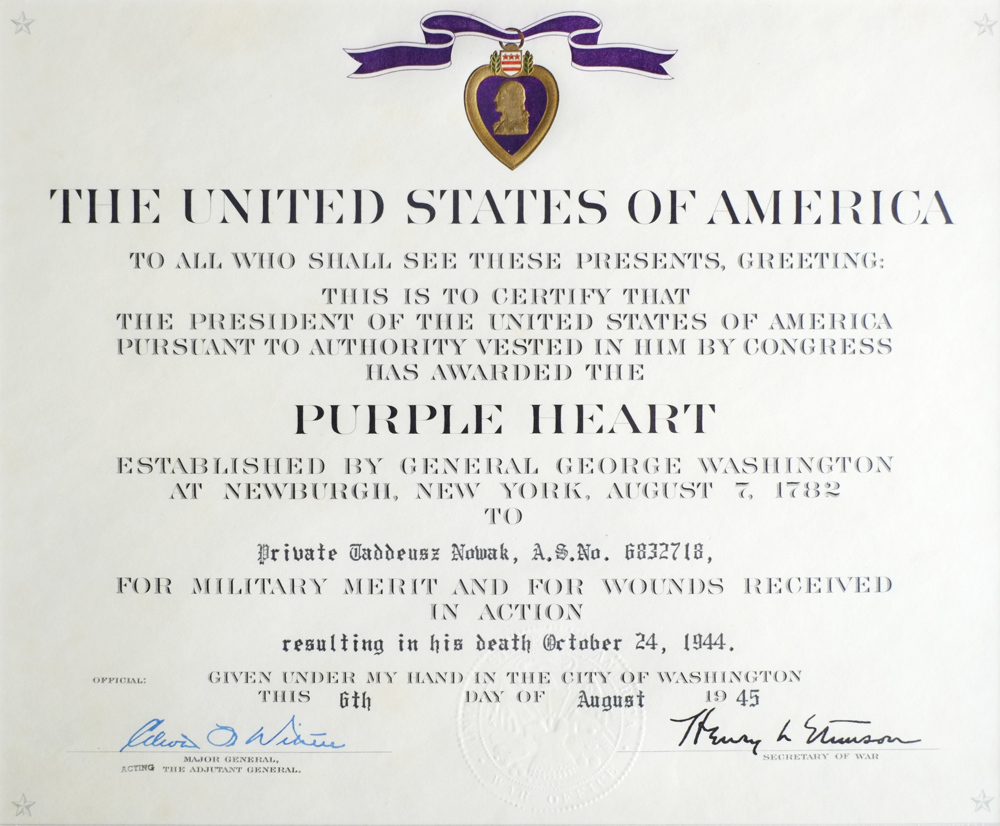 THE UNITED STATES OF AMERICA
TO ALL WHO SHALL SEE THESE PRESENTS, GREETING:
THIS IS TO CERTIFY THAT
THE PRESIDENT OF THE UNITED STATES OF AMERICA
PURSUANT TO AUTHORITY VESTED IN HIM BY CONGRESS
HAS AWARDED THE
PURPLE HEART
ESTABLISHED BY GENERAL GEORGE WASHINGTON
AT NEWBURGH, NEW YORK, AUGUST 7, 1782
TO
Private Taddeusz Nowak, A.S.No. 6832718,
FOR MILITARY MERIT AND FOR WOUNDS RECEIVED
IN ACTION
resulting in his death October 24, 1944.
OFFICIAL: GIVEN UNDER MY HAND IN THE CITY OF WASHINGTON
THIS 6th DAY OF August 1945
Henry L Stimson
MAJOR GENERAL,
ACTING THE ADJUTANT GENERAL.
SECRETARY OF WAR